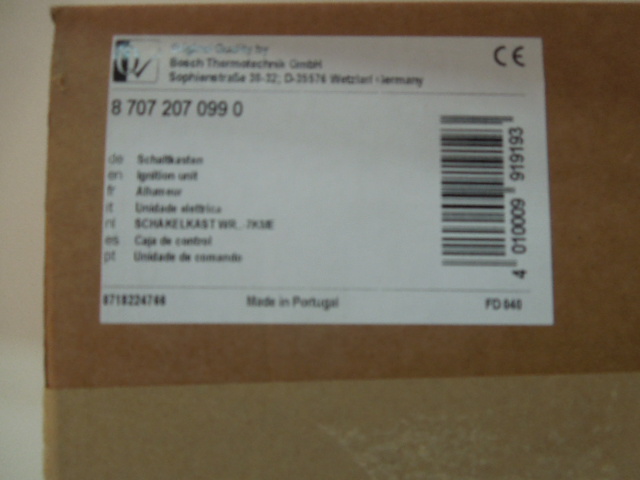 Original Quality by
Bosch Thermotechnik GmbH
Sophienstraße 30-32; D-35576 Wetzlar/Germany
CE
8 707 207 099 0
de Schaltkasten
en Ignition unit
fr Allumeur
it Unidade elettrica
nl SCHAKELKAST WR.. -7KME
es Caja de control
pt Unidade de comando
4 010009 919193
8718224766 Made in Portugal FD 848